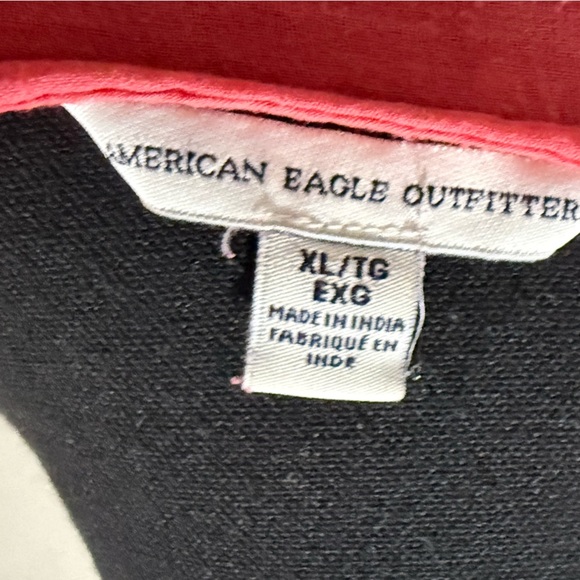 AMERICAN EAGLE OUTFITTER
XL/TG
EXG
MADE IN INDIA
FABRIQUÉ EN
INDE